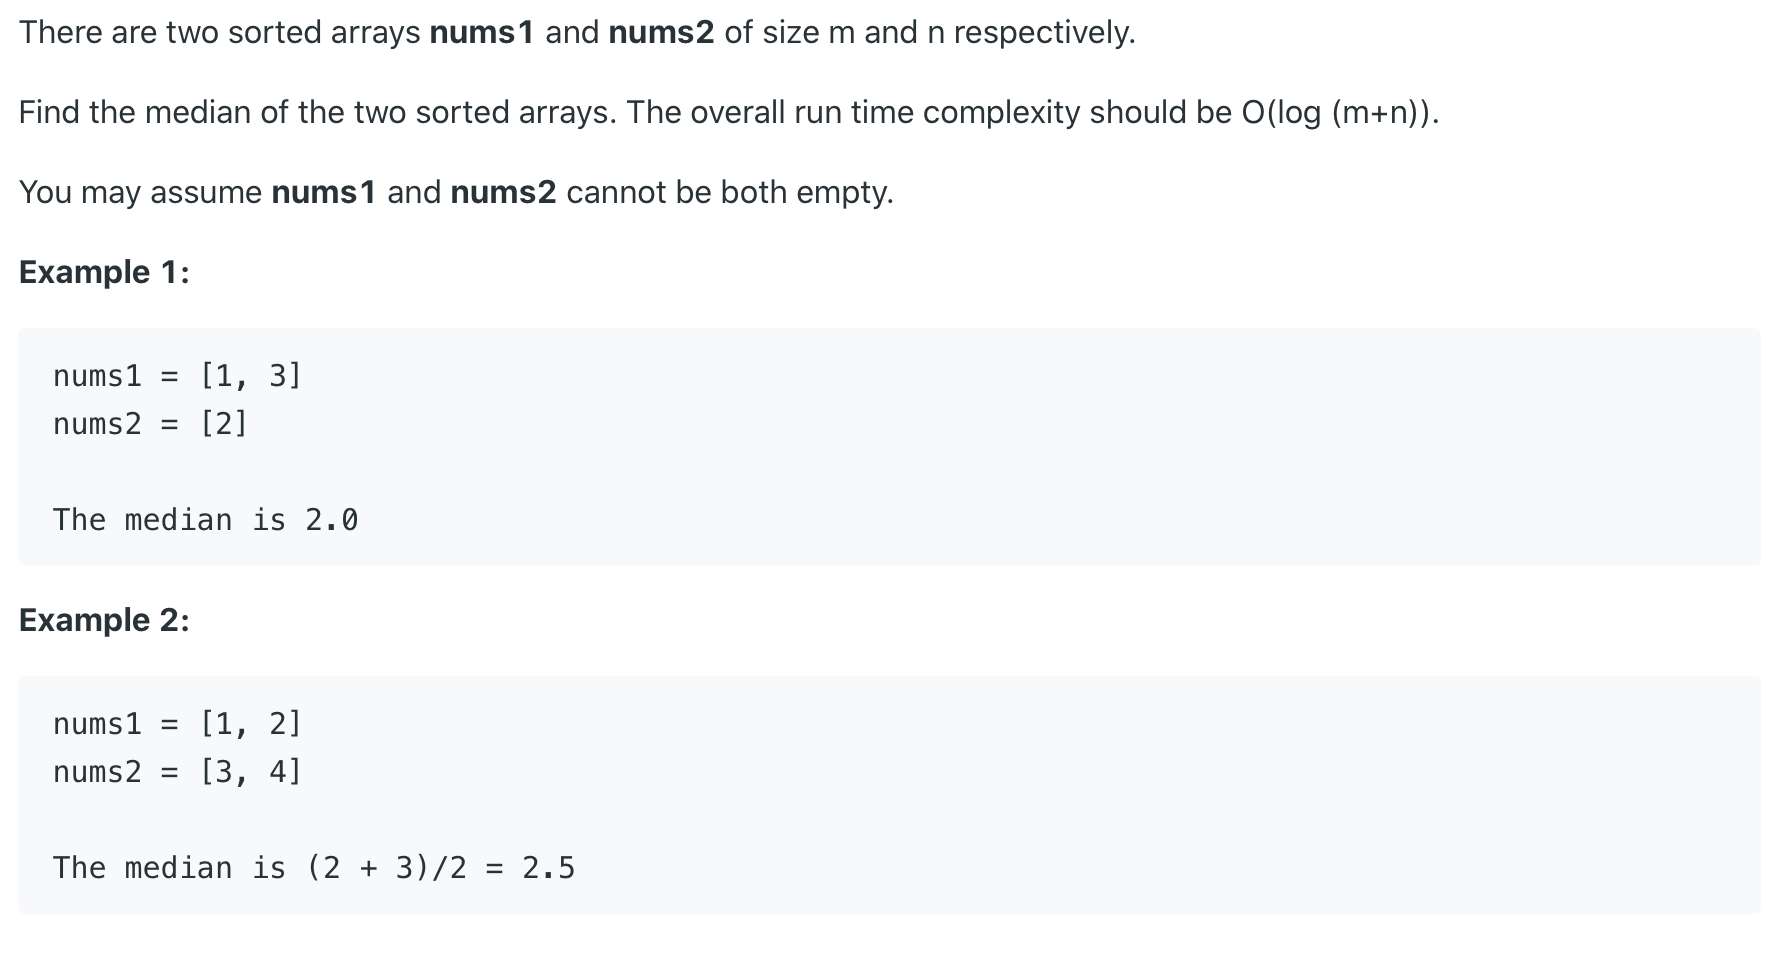 There are two sorted arrays nums1 and nums2 of size m and n respectively.
Find the median of the two sorted arrays. The overall run time complexity should be O(log (m+n)).
You may assume nums1 and nums2 cannot be both empty.
Example 1:
nums1 = [1, 3]
nums2 = [2]
The median is 2.0
Example 2:
nums1 = [1, 2]
nums2 = [3, 4]
The median is (2 + 3)/2 = 2.5